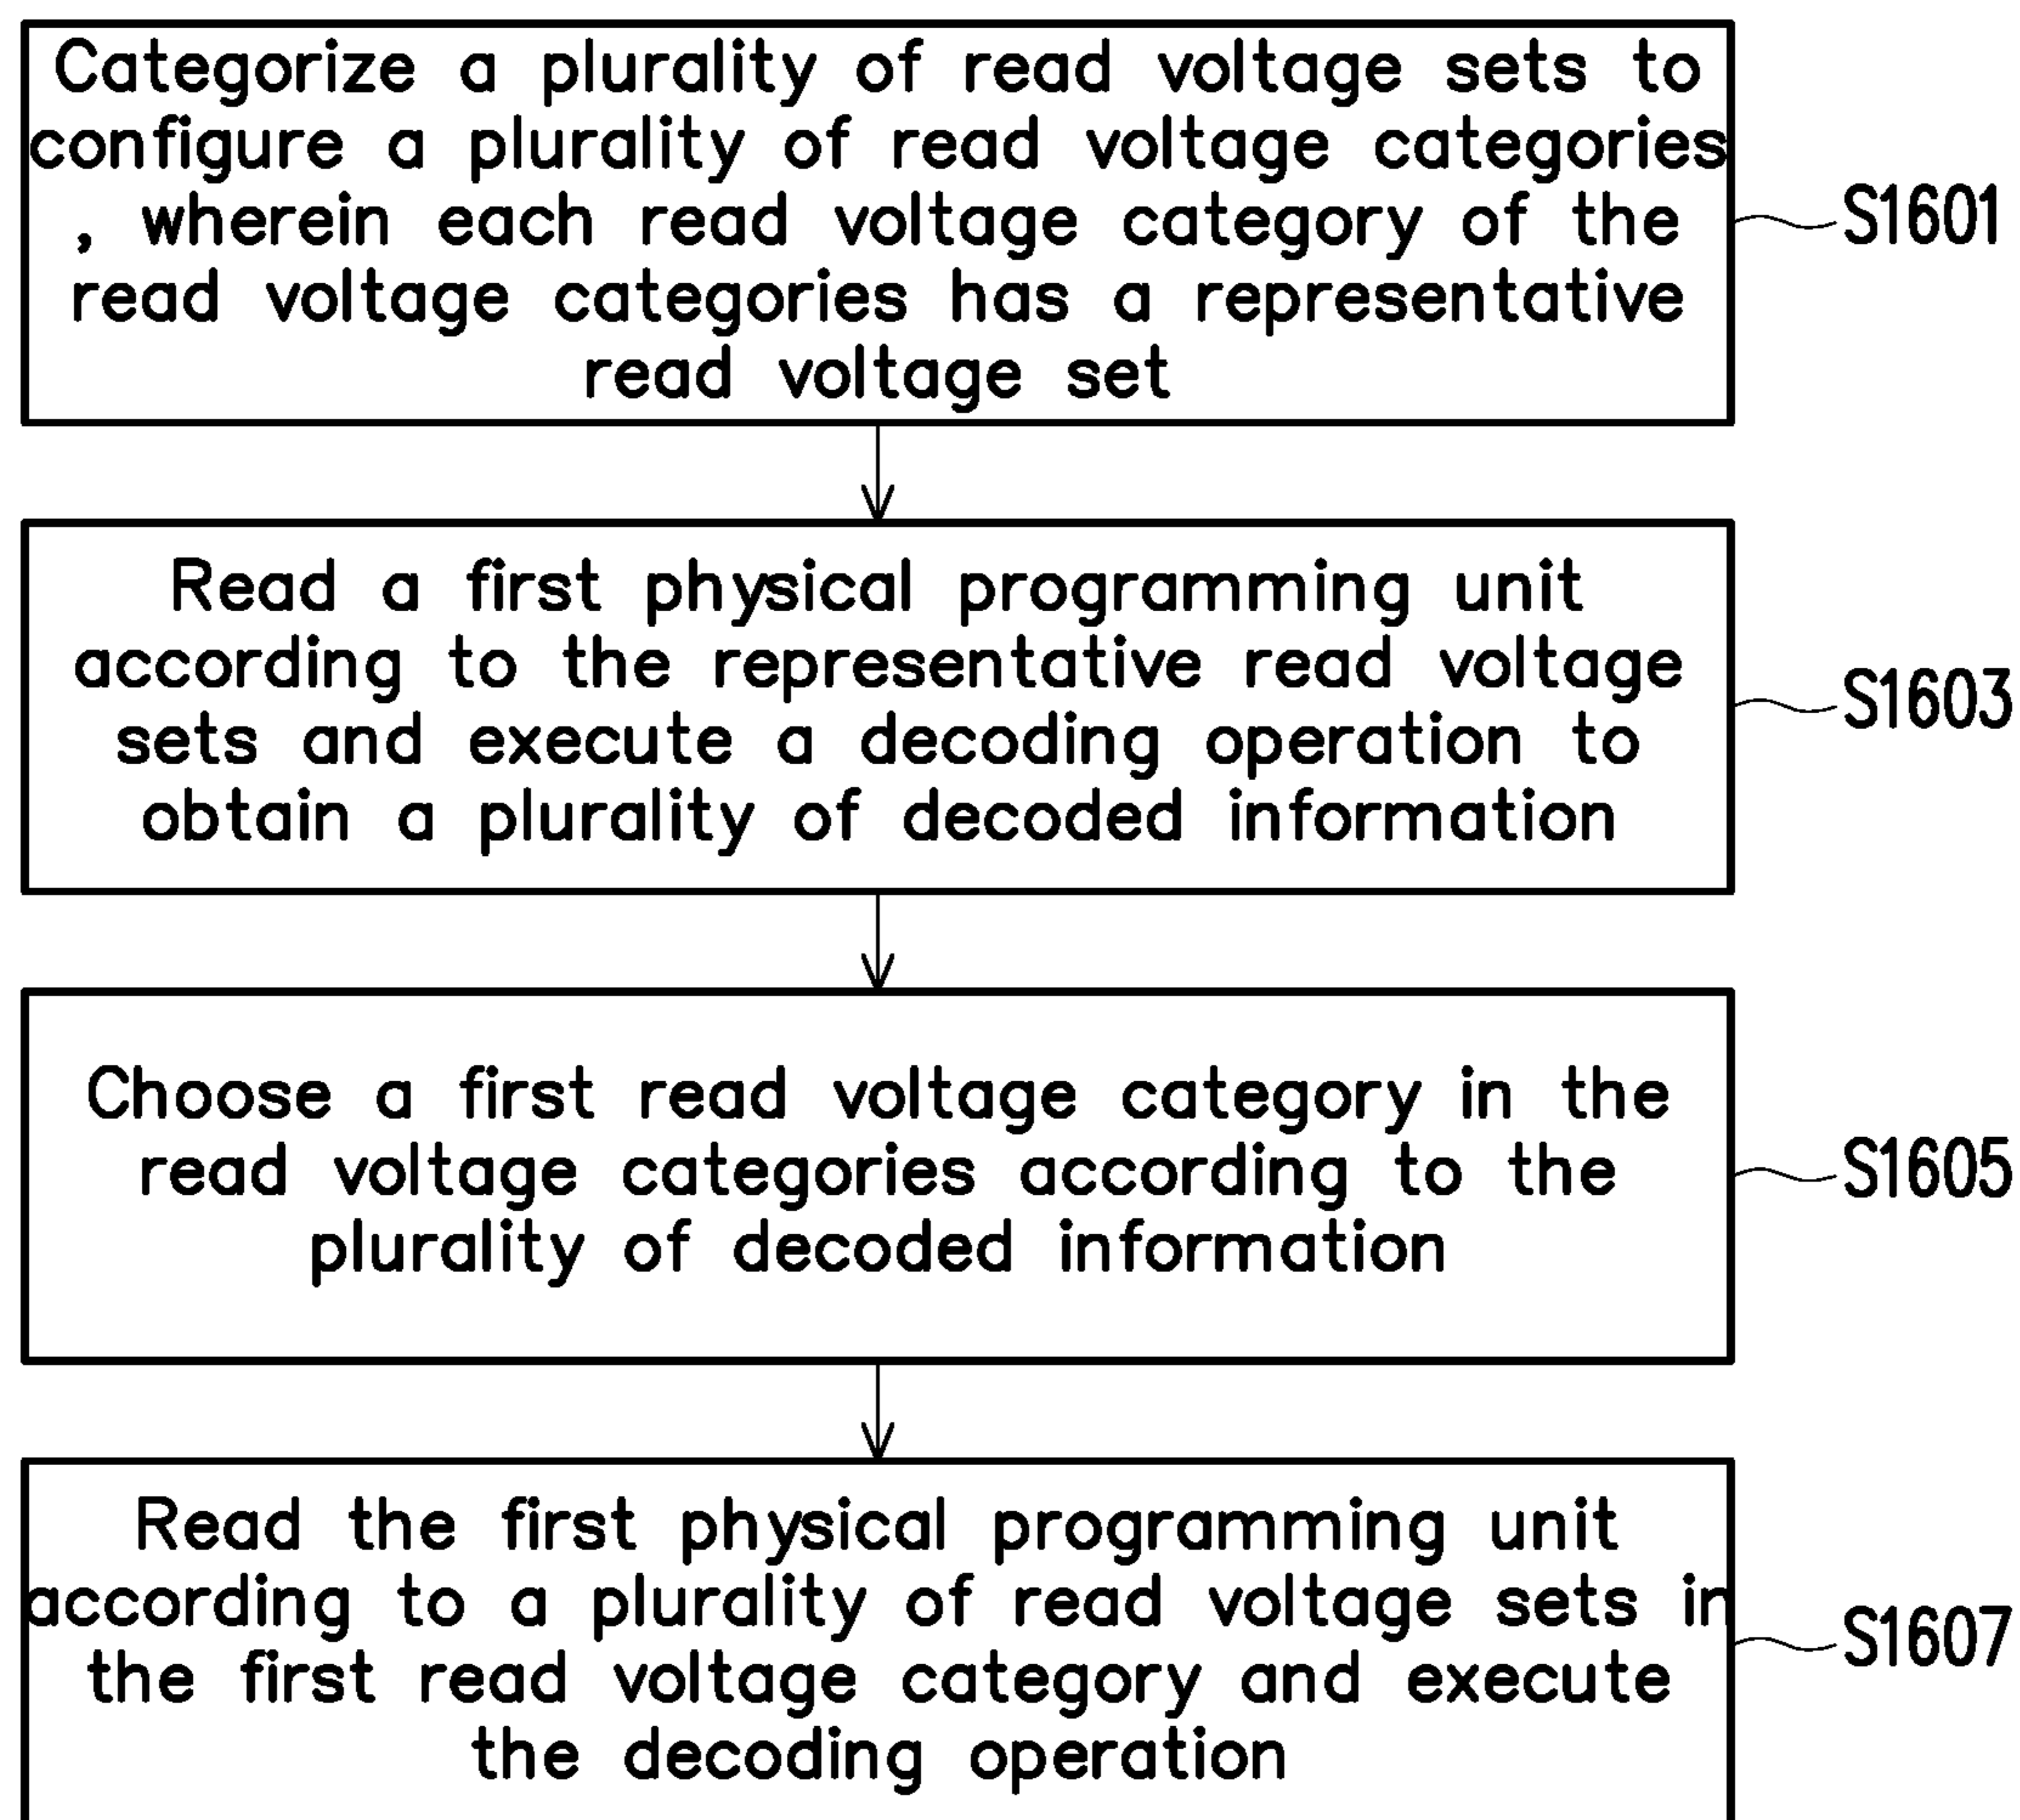 Categorize a plurality of read voltage sets to
configure a plurality of read voltage categories
, wherein each read voltage category of the
read voltage categories has a representative
read voltage set
S1601
Read a first physical programming unit
according to the representative read voltage
sets and execute a decoding operation to
obtain a plurality of decoded information
S1603
Choose a first read voltage category in the
read voltage categories according to the
plurality of decoded information
S1605
Read the first physical programming unit
according to a plurality of read voltage sets in
the first read voltage category and execute
the decoding operation
S1607